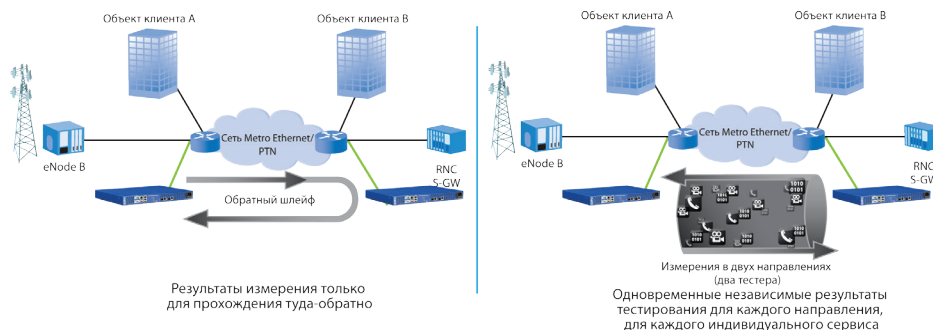 Объект клиента A
Объект клиента B
Сеть Metro Ethernet/
PTN
eNode B
RNC
S-GW
Обратный шлейф
Результаты измерения только
для прохождения туда-обратно
Объект клиента A
Объект клиента B
Сеть Metro Ethernet/
PTN
eNode B
RNC
S-GW
1010
0101
1010
0101
1010
0101
1010
0101
1010
0101
Измерения в двух направлениях
(два тестера)
Одновременные независимые результаты
тестирования для каждого направления,
для каждого индивидуального сервиса